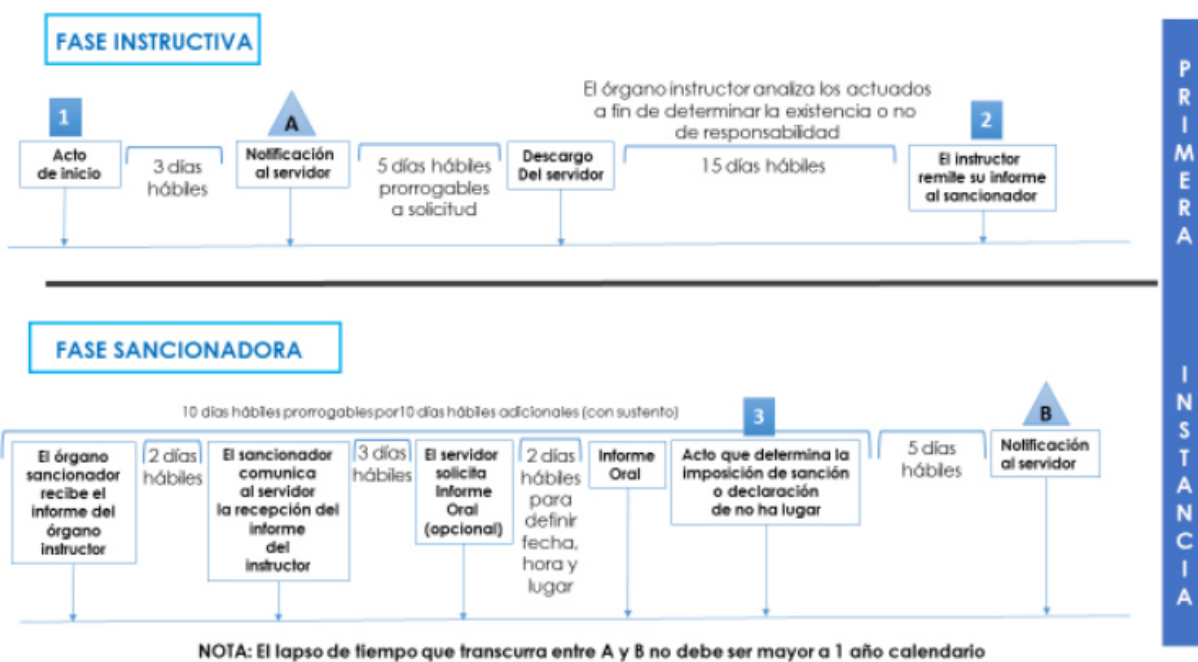 FASE INSTRUCTIVA
El órgano instructor analiza los actuados
a fin de determinar la existencia o no
de responsabilidad
1
A
2
Acto
de inicio
3 días
hábiles
Notificación
al servidor
5 días hábiles
prorrogables
a solicitud
Descargo
Del servidor
15 días hábiles
El instructor
remite su informe
al sancionador
FASE SANCIONADORA
10 días hábiles prorrogables por 10 días hábiles adicionales (con sustento)
3
B
El órgano
sancionador
recibe el
informe del
órgano
instructor
2 días
hábiles
El sancionador
comunica
al servidor
la recepción del
informe
del
instructor
3 días
hábiles
El servidor
solicita
Informe
Oral
(opcional)
2 días
hábiles
para
definir
fecha,
hora y
lugar
Informe
Oral
Acto que determina la
imposición de sanción
o declaración
de no ha lugar
5 días
hábiles
Notificación
al servidor
NOTA: El lapso de tiempo que transcurra entre A y B no debe ser mayor a 1 año calendario
PRIMERA
INSTANCIA